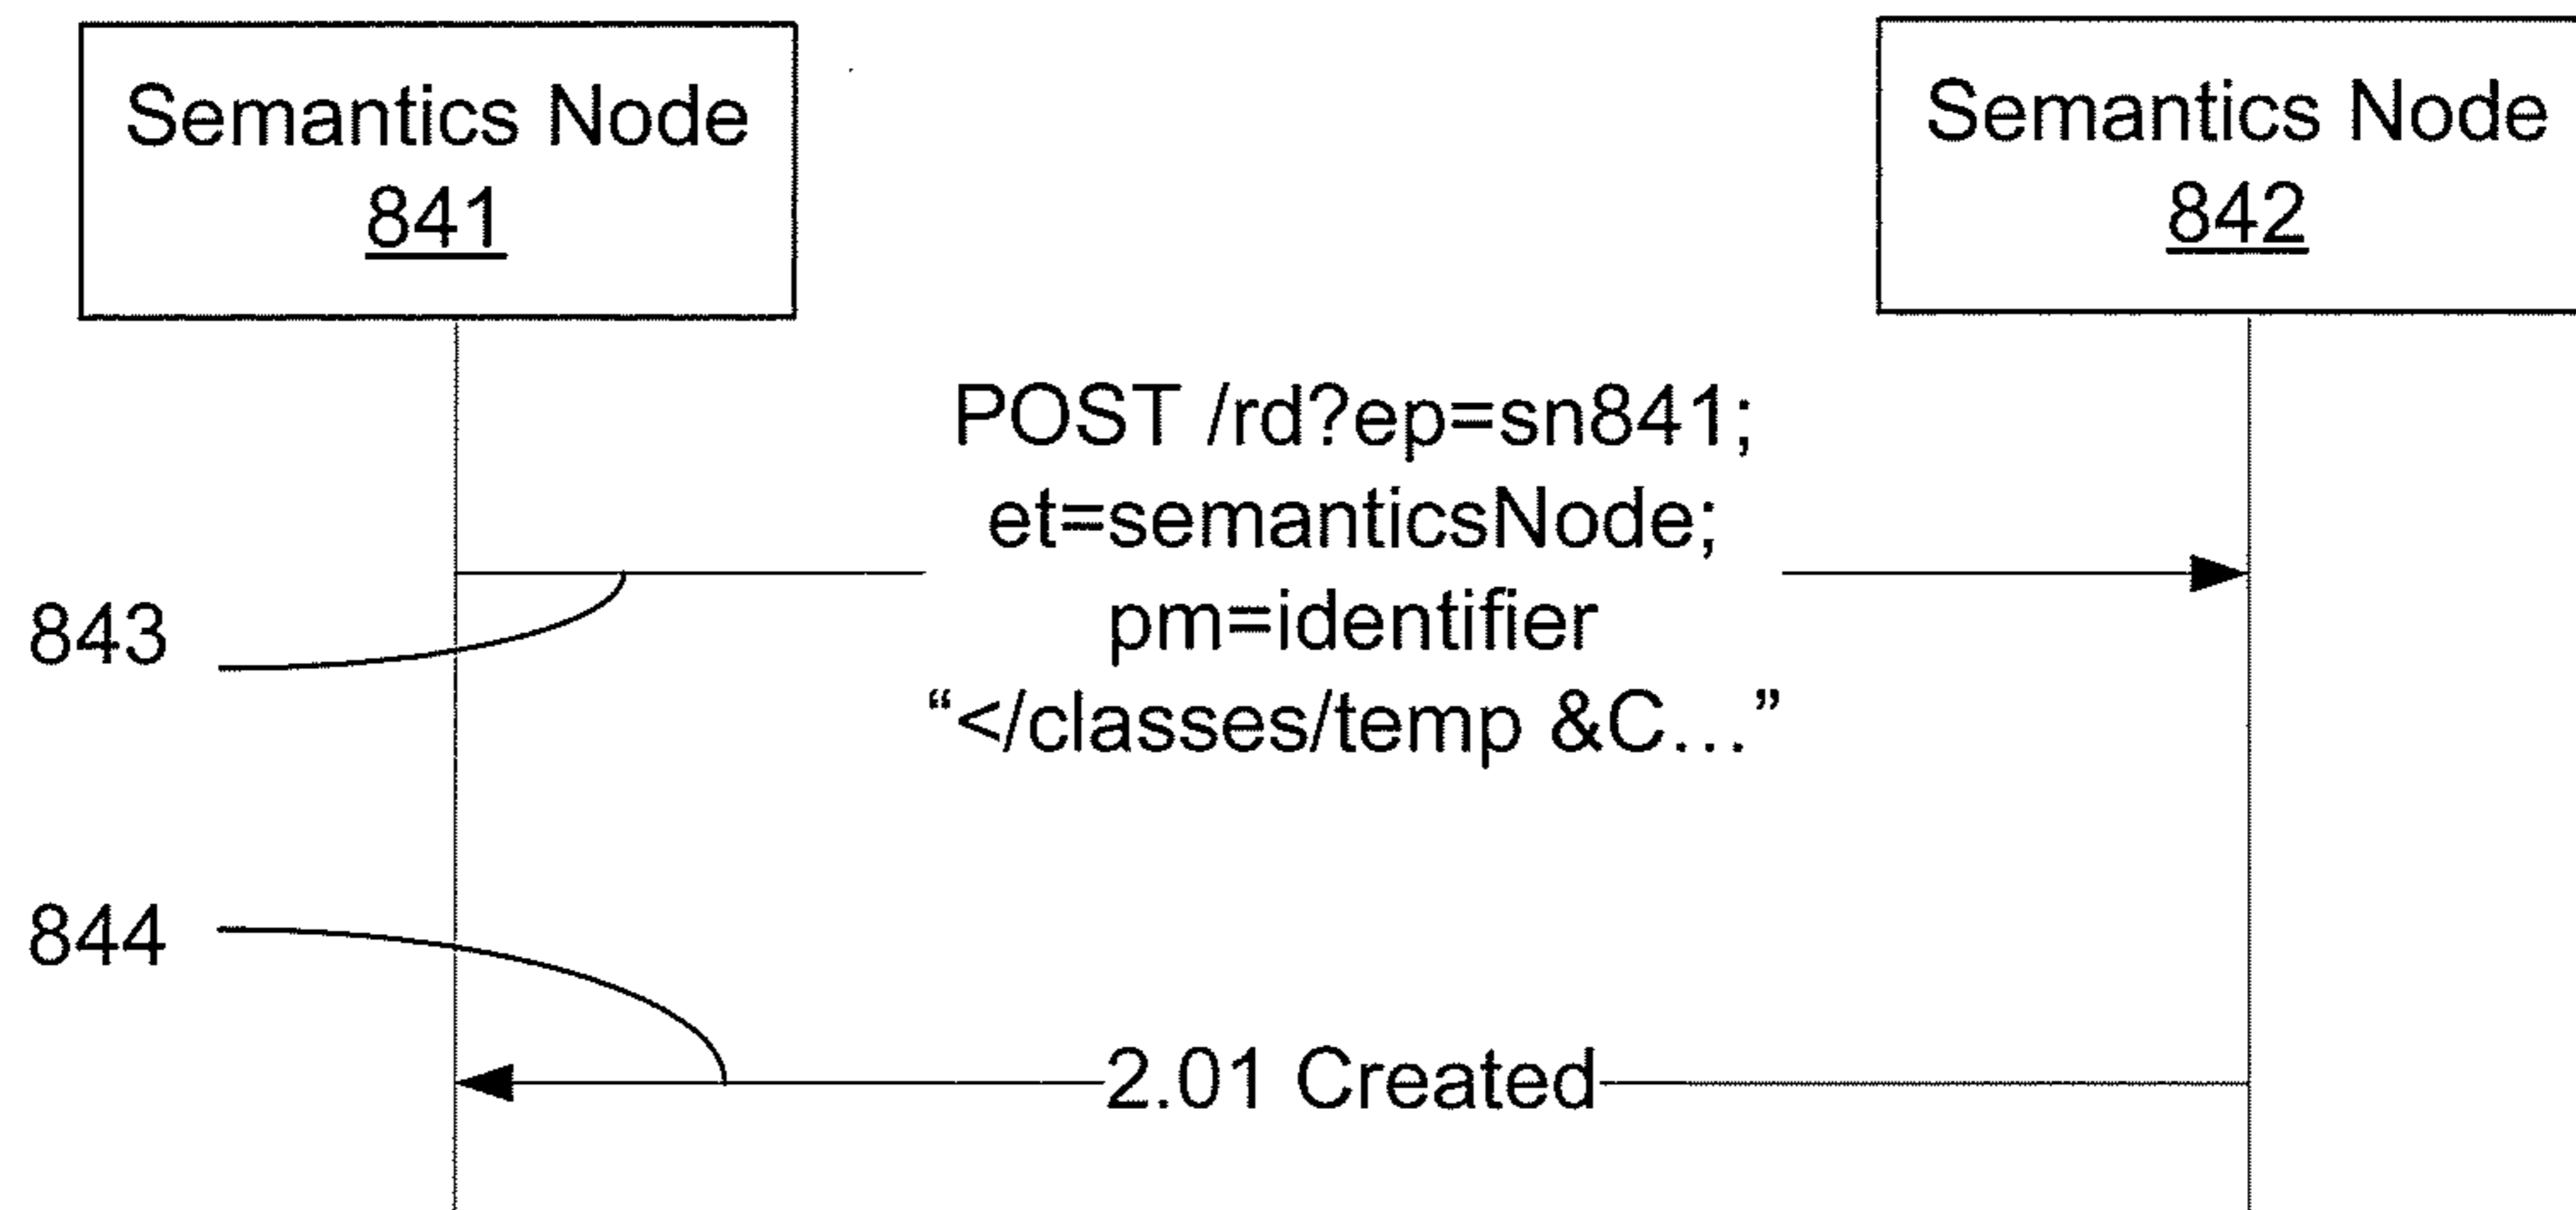 Semantics Node
841
Semantics Node
842
POST /rd?ep=sn841;
et=semanticsNode;
pm=identifier
“</classes/temp &C...”
843
844
2.01 Created